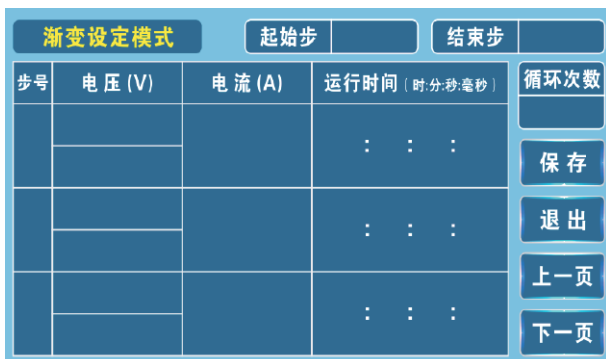 渐变设定模式 起始步 结束步
步号 电压(V) 电流(A) 运行时间(时:分:秒:毫秒) 循环次数
: : :
保存
: : :
退出
上一页
: : :
下一页